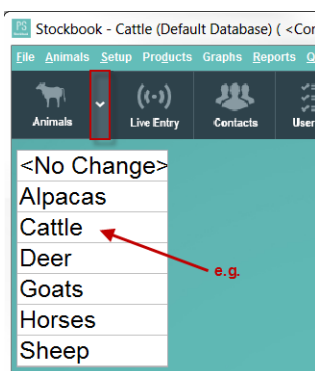 PS Stockbook - Cattle (Default Database) ( <Cor
File Animals Setup Products Graphs Reports Q
Animals Live Entry Contacts User
<No Change>
Alpacas
Cattle
Deer
e.g.
Goats
Horses
Sheep